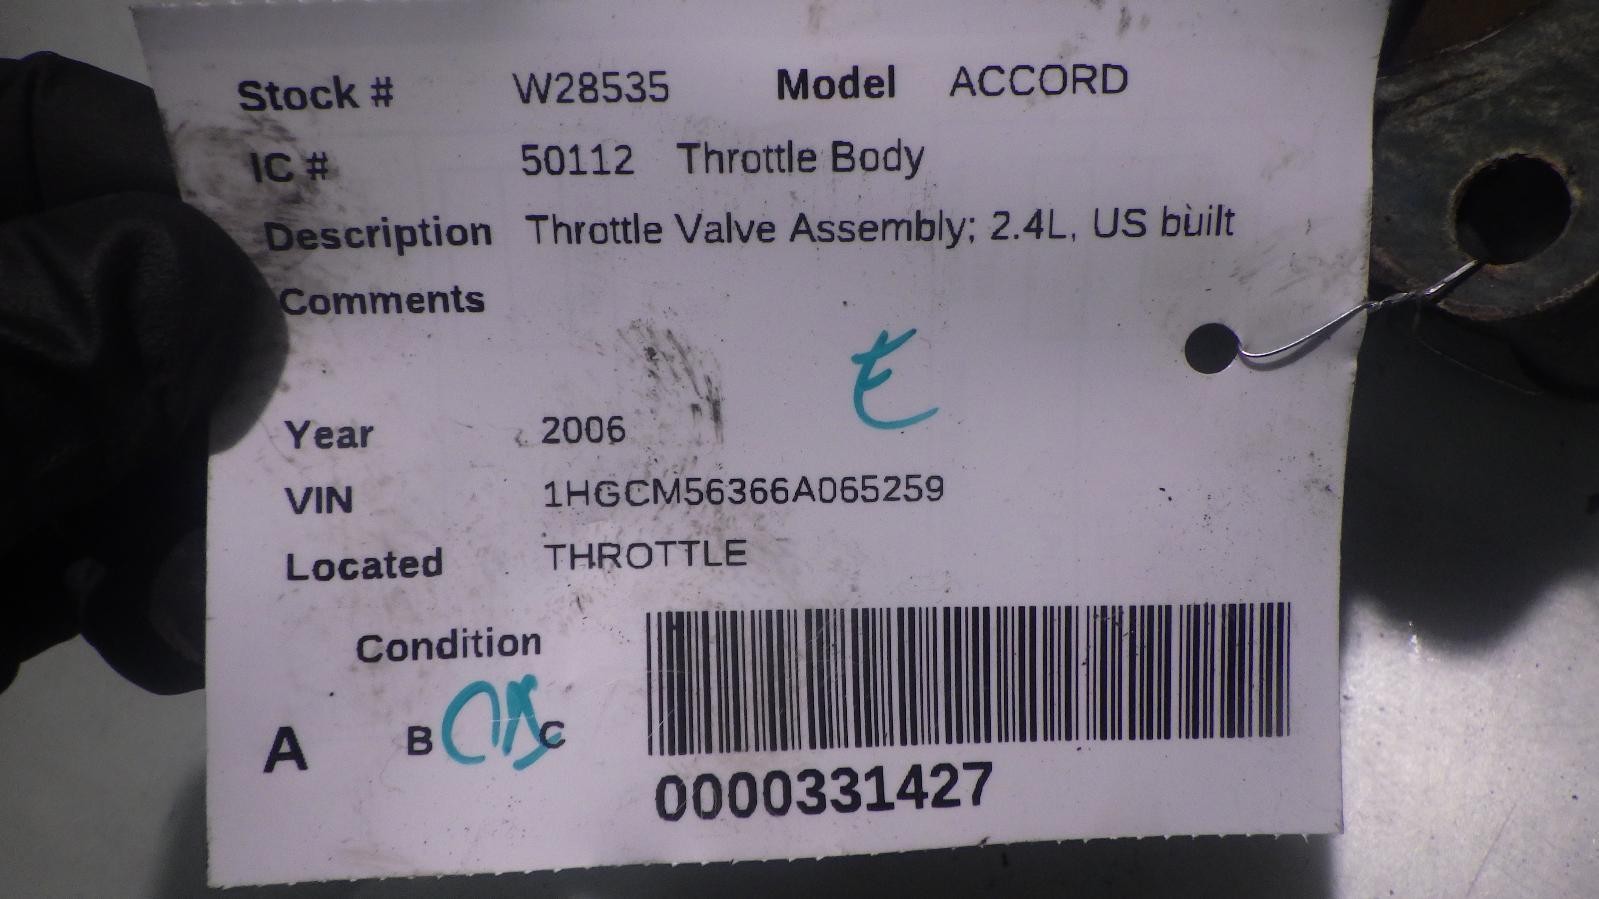 Stock # W28535 Model ACCORD
IC # 50112 Throttle Body
Description Throttle Valve Assembly; 2.4L, US built
Comments
E
Year 2006
VIN 1HGCM56366A065259
Located THROTTLE
Condition
A B C
0000331427